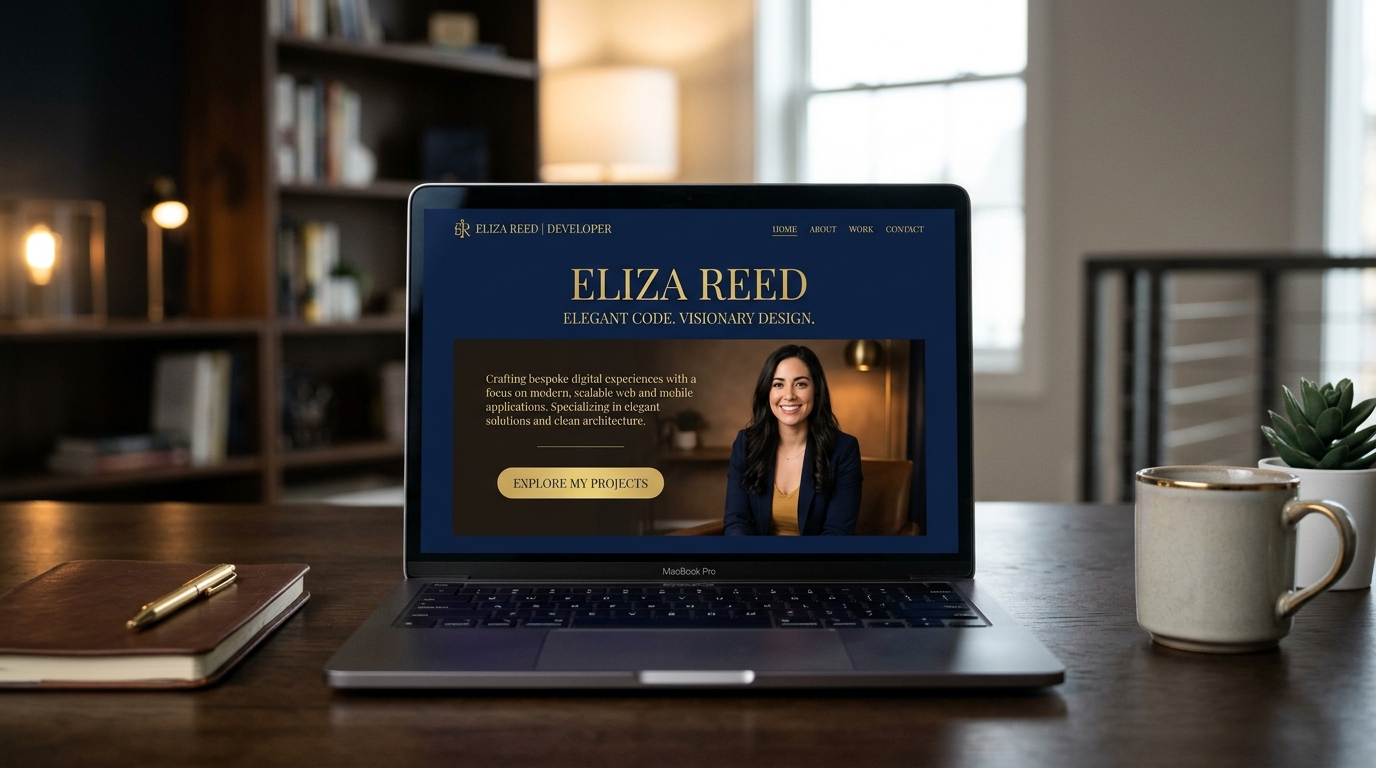 ELIZA REED | DEVELOPER
HOME ABOUT WORK CONTACT
ELIZA REED
ELEGANT CODE. VISIONARY DESIGN.
Crafting bespoke digital experiences with a
focus on modern, scalable web and mobile
applications. Specializing in elegant
solutions and clean architecture.
EXPLORE MY PROJECTS
MaoBook Pro